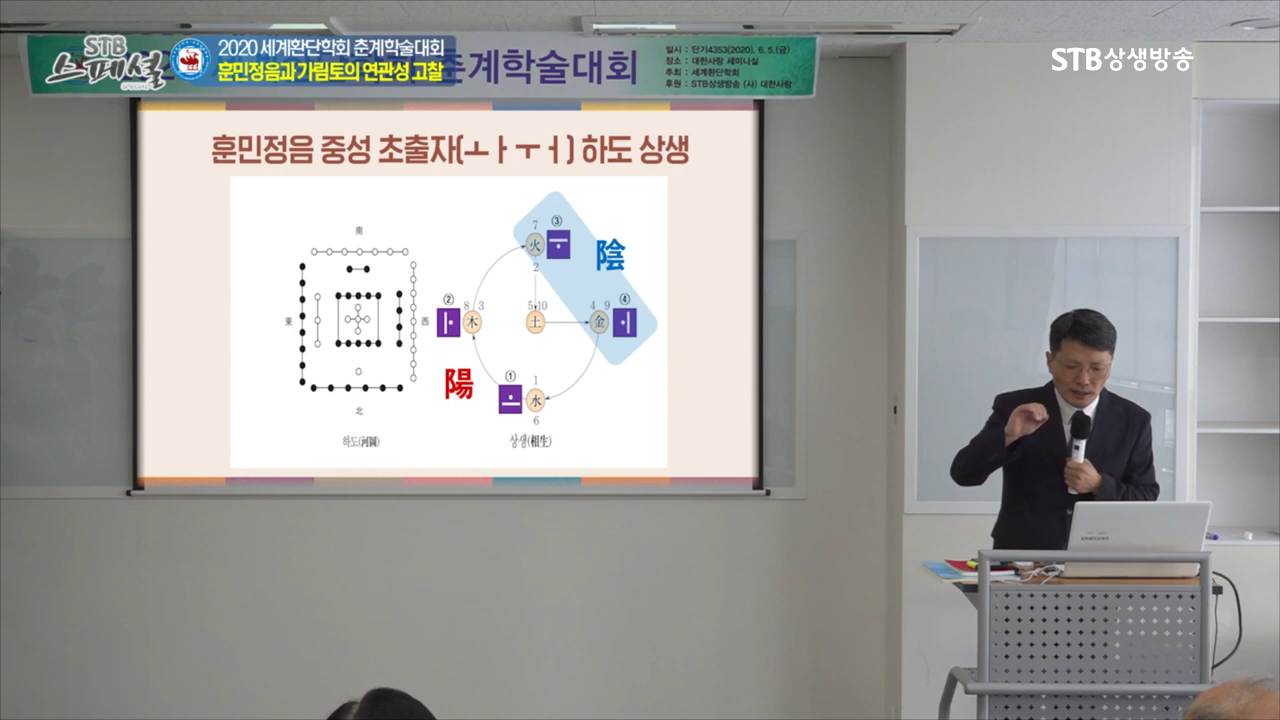 STB
스페셜
SPECIAL
2020 세계환단학회 춘계학술대회
훈민정음과 가림토의 연관성 고찰
춘계학술대회
일시 : 단기4353(2020). 6. 5.(금)
장소 : 대한사랑 세미나실
주최 : 세계환단학회
후원 : STB상생방송 (사) 대한사랑
STB상생방송
훈민정음 중성 초출자(ㅗㅏㅜㅓ) 하도 상생
南
東
西
北
하도(河圖)
7
③
火
ㅜ
2
陰
②
8 3
ㅏ
木
5 10
土
4 9
④
金
ㅓ
陽
①
1
ㅗ
水
6
상생(相生)